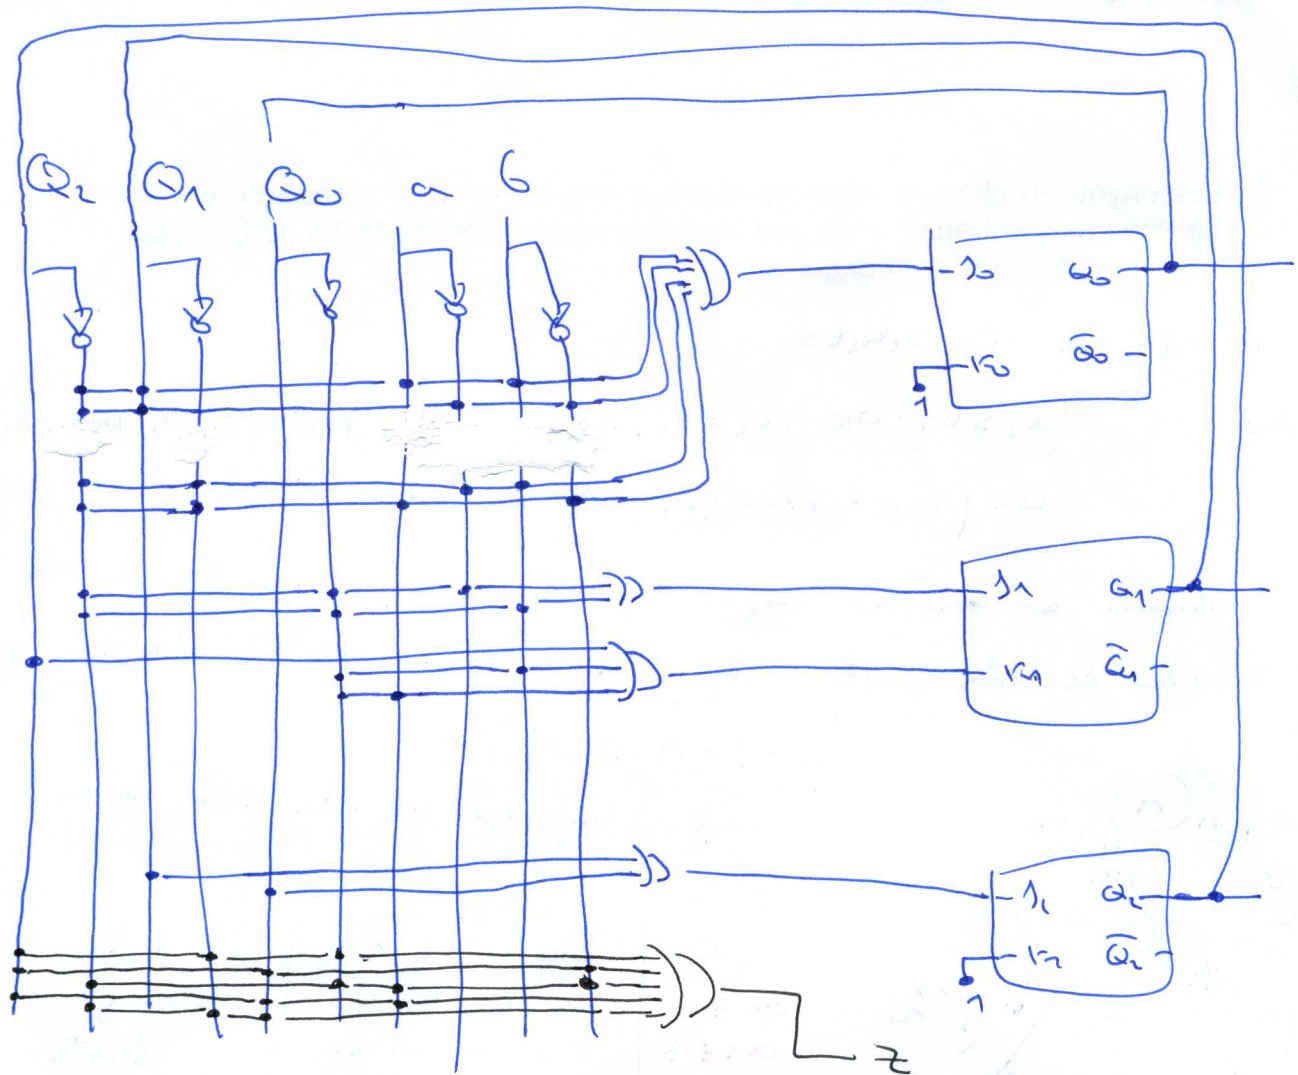 Q₂ Q₁ Q₀ a b
J₀ Q₀
K₀ Q̅₀
1
J₁ Q₁
K₁ Q̅₁
J₂ Q₂
K₂ Q̅₂
1
Z